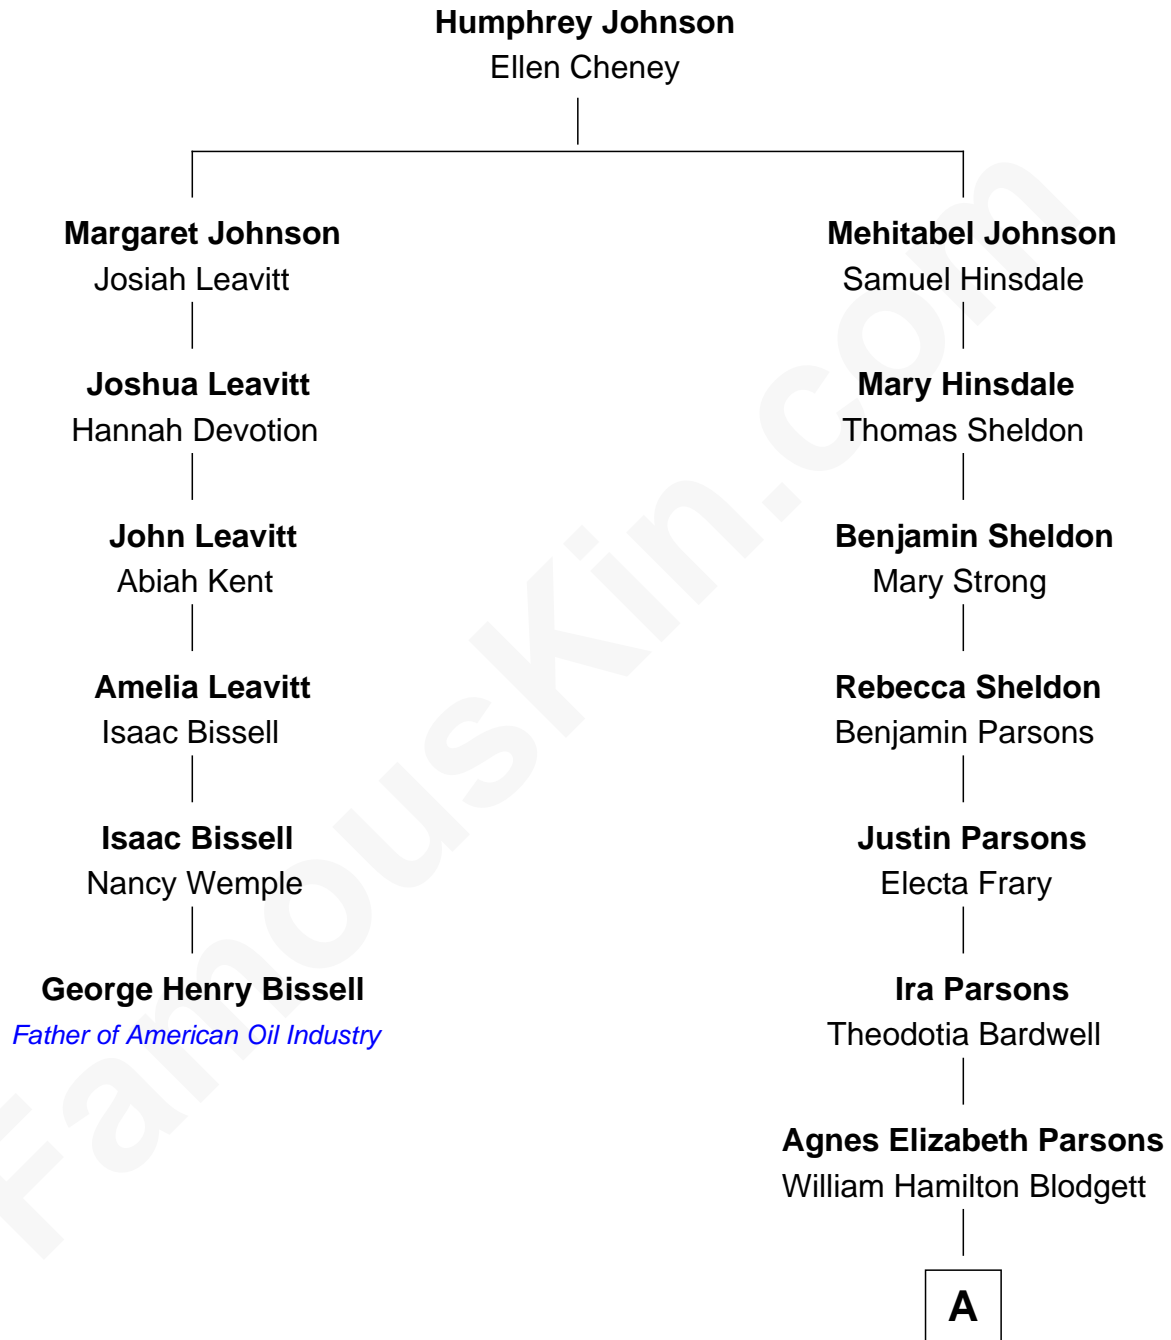 Humphrey Johnson
Ellen Cheney
Margaret Johnson
Josiah Leavitt
Mehitabel Johnson
Samuel Hinsdale
Joshua Leavitt
Hannah Devotion
Mary Hinsdale
Thomas Sheldon
John Leavitt
Abiah Kent
Benjamin Sheldon
Mary Strong
Amelia Leavitt
Isaac Bissell
Rebecca Sheldon
Benjamin Parsons
Isaac Bissell
Nancy Wemple
Justin Parsons
Electa Frary
George Henry Bissell
Father of American Oil Industry
Ira Parsons
Theodotia Bardwell
Agnes Elizabeth Parsons
William Hamilton Blodgett
A
FamousKin.com